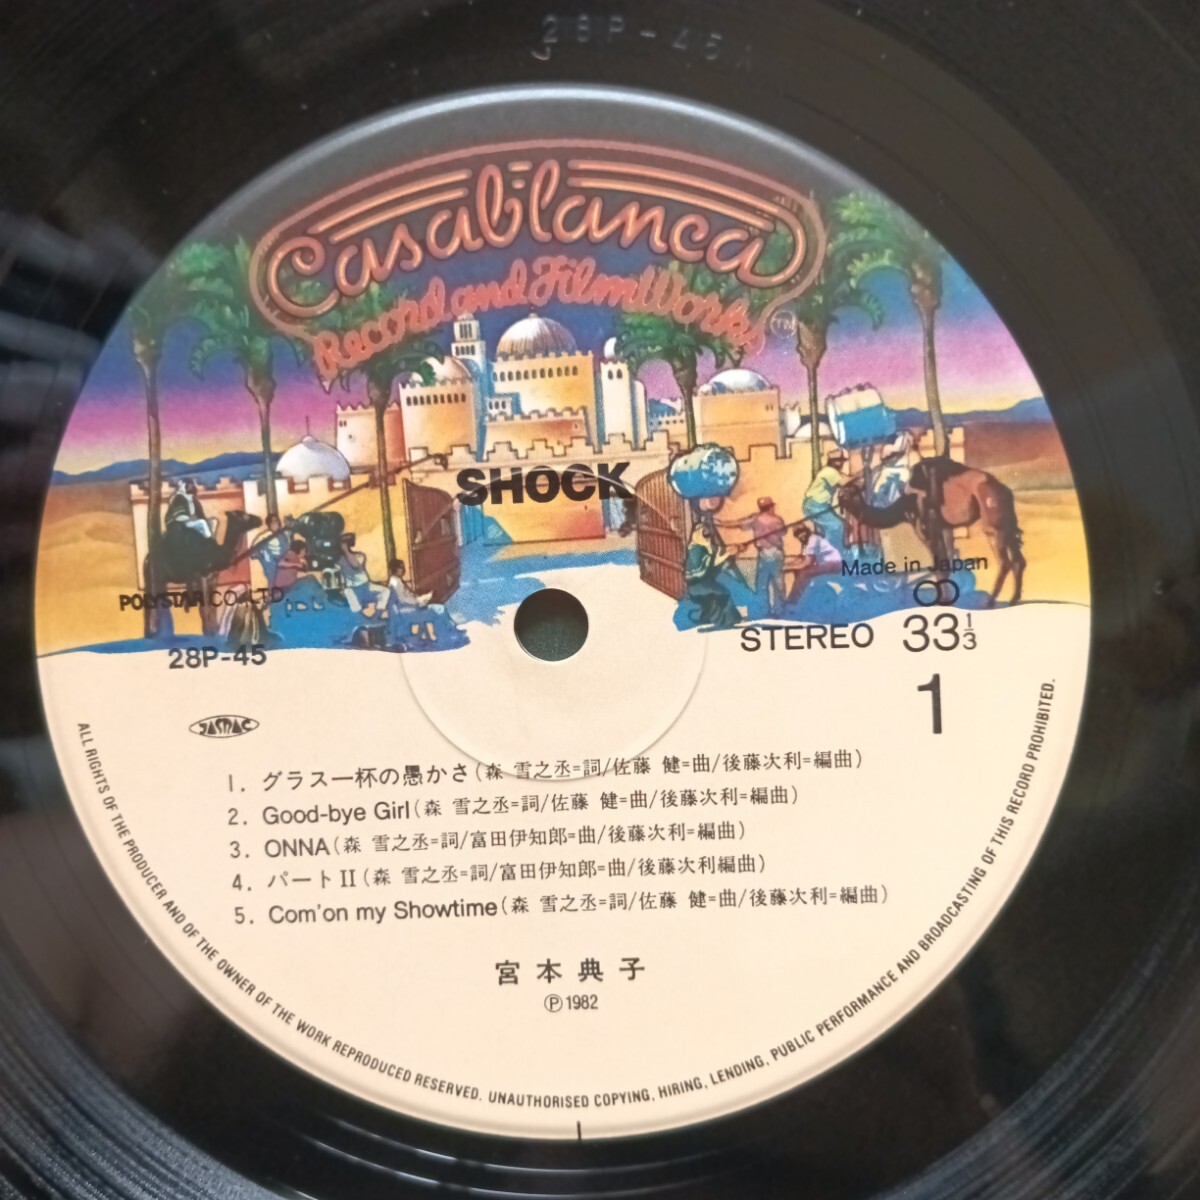 28P-45 A
Casablanca
Record and FilmWorks
TM
SHOCK
Made in Japan
POLYSTAR CO. LTD.
28P-45
STEREO 33 1/3
1
JASRAC
1. グラス一杯の愚かさ(森 雪之丞=詞/佐藤 健=曲/後藤次利=編曲)
2. Good-bye Girl(森 雪之丞=詞/佐藤 健=曲/後藤次利=編曲)
3. ONNA(森 雪之丞=詞/富田伊知郎=曲/後藤次利=編曲)
4. パートII(森 雪之丞=詞/富田伊知郎=曲/後藤次利編曲)
5. Com'on my Showtime(森 雪之丞=詞/佐藤 健=曲/後藤次利=編曲)
宮本典子
Ⓟ1982
ALL RIGHTS OF THE PRODUCER AND OF THE OWNER OF THE WORK REPRODUCED RESERVED. UNAUTHORISED COPYING, HIRING, LENDING, PUBLIC PERFORMANCE AND BROADCASTING OF THIS RECORD PROHIBITED.